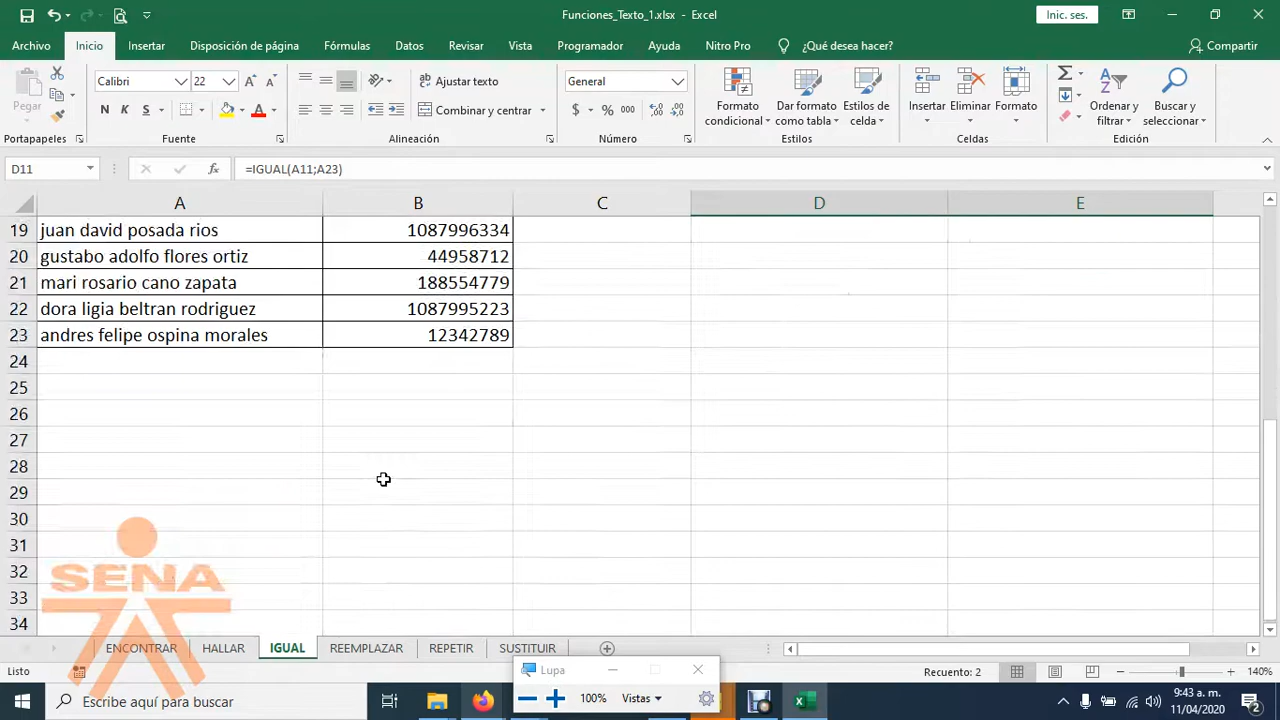 Funciones_Texto_1.xlsx - Excel
Inic. ses.
Archivo Inicio Insertar Disposición de página Fórmulas Datos Revisar Vista Programador Ayuda Nitro Pro ¿Qué desea hacer? Compartir
Pegar
Calibri 22
Ajustar texto
General
N K S
Combinar y centrar
$ % 000
Formato condicional
Dar formato como tabla
Estilos de celda
Insertar
Eliminar
Formato
Ordenar y filtrar
Buscar y seleccionar
Portapapeles Fuente Alineación Número Estilos Celdas Edición
D11 fx =IGUAL(A11;A23)
A B C D E
19 juan david posada rios 1087996334
20 gustabo adolfo flores ortiz 44958712
21 mari rosario cano zapata 188554779
22 dora ligia beltran rodriguez 1087995223
23 andres felipe ospina morales 12342789
24
25
26
27
28
29
30
31
32
33
34
SENA
ENCONTRAR HALLAR IGUAL REEMPLAZAR REPETIR SUSTITUIR
Lupa
Listo
Recuento: 2
140%
100% Vistas
Escribe aquí para buscar
9:43 a. m.
11/04/2020
2